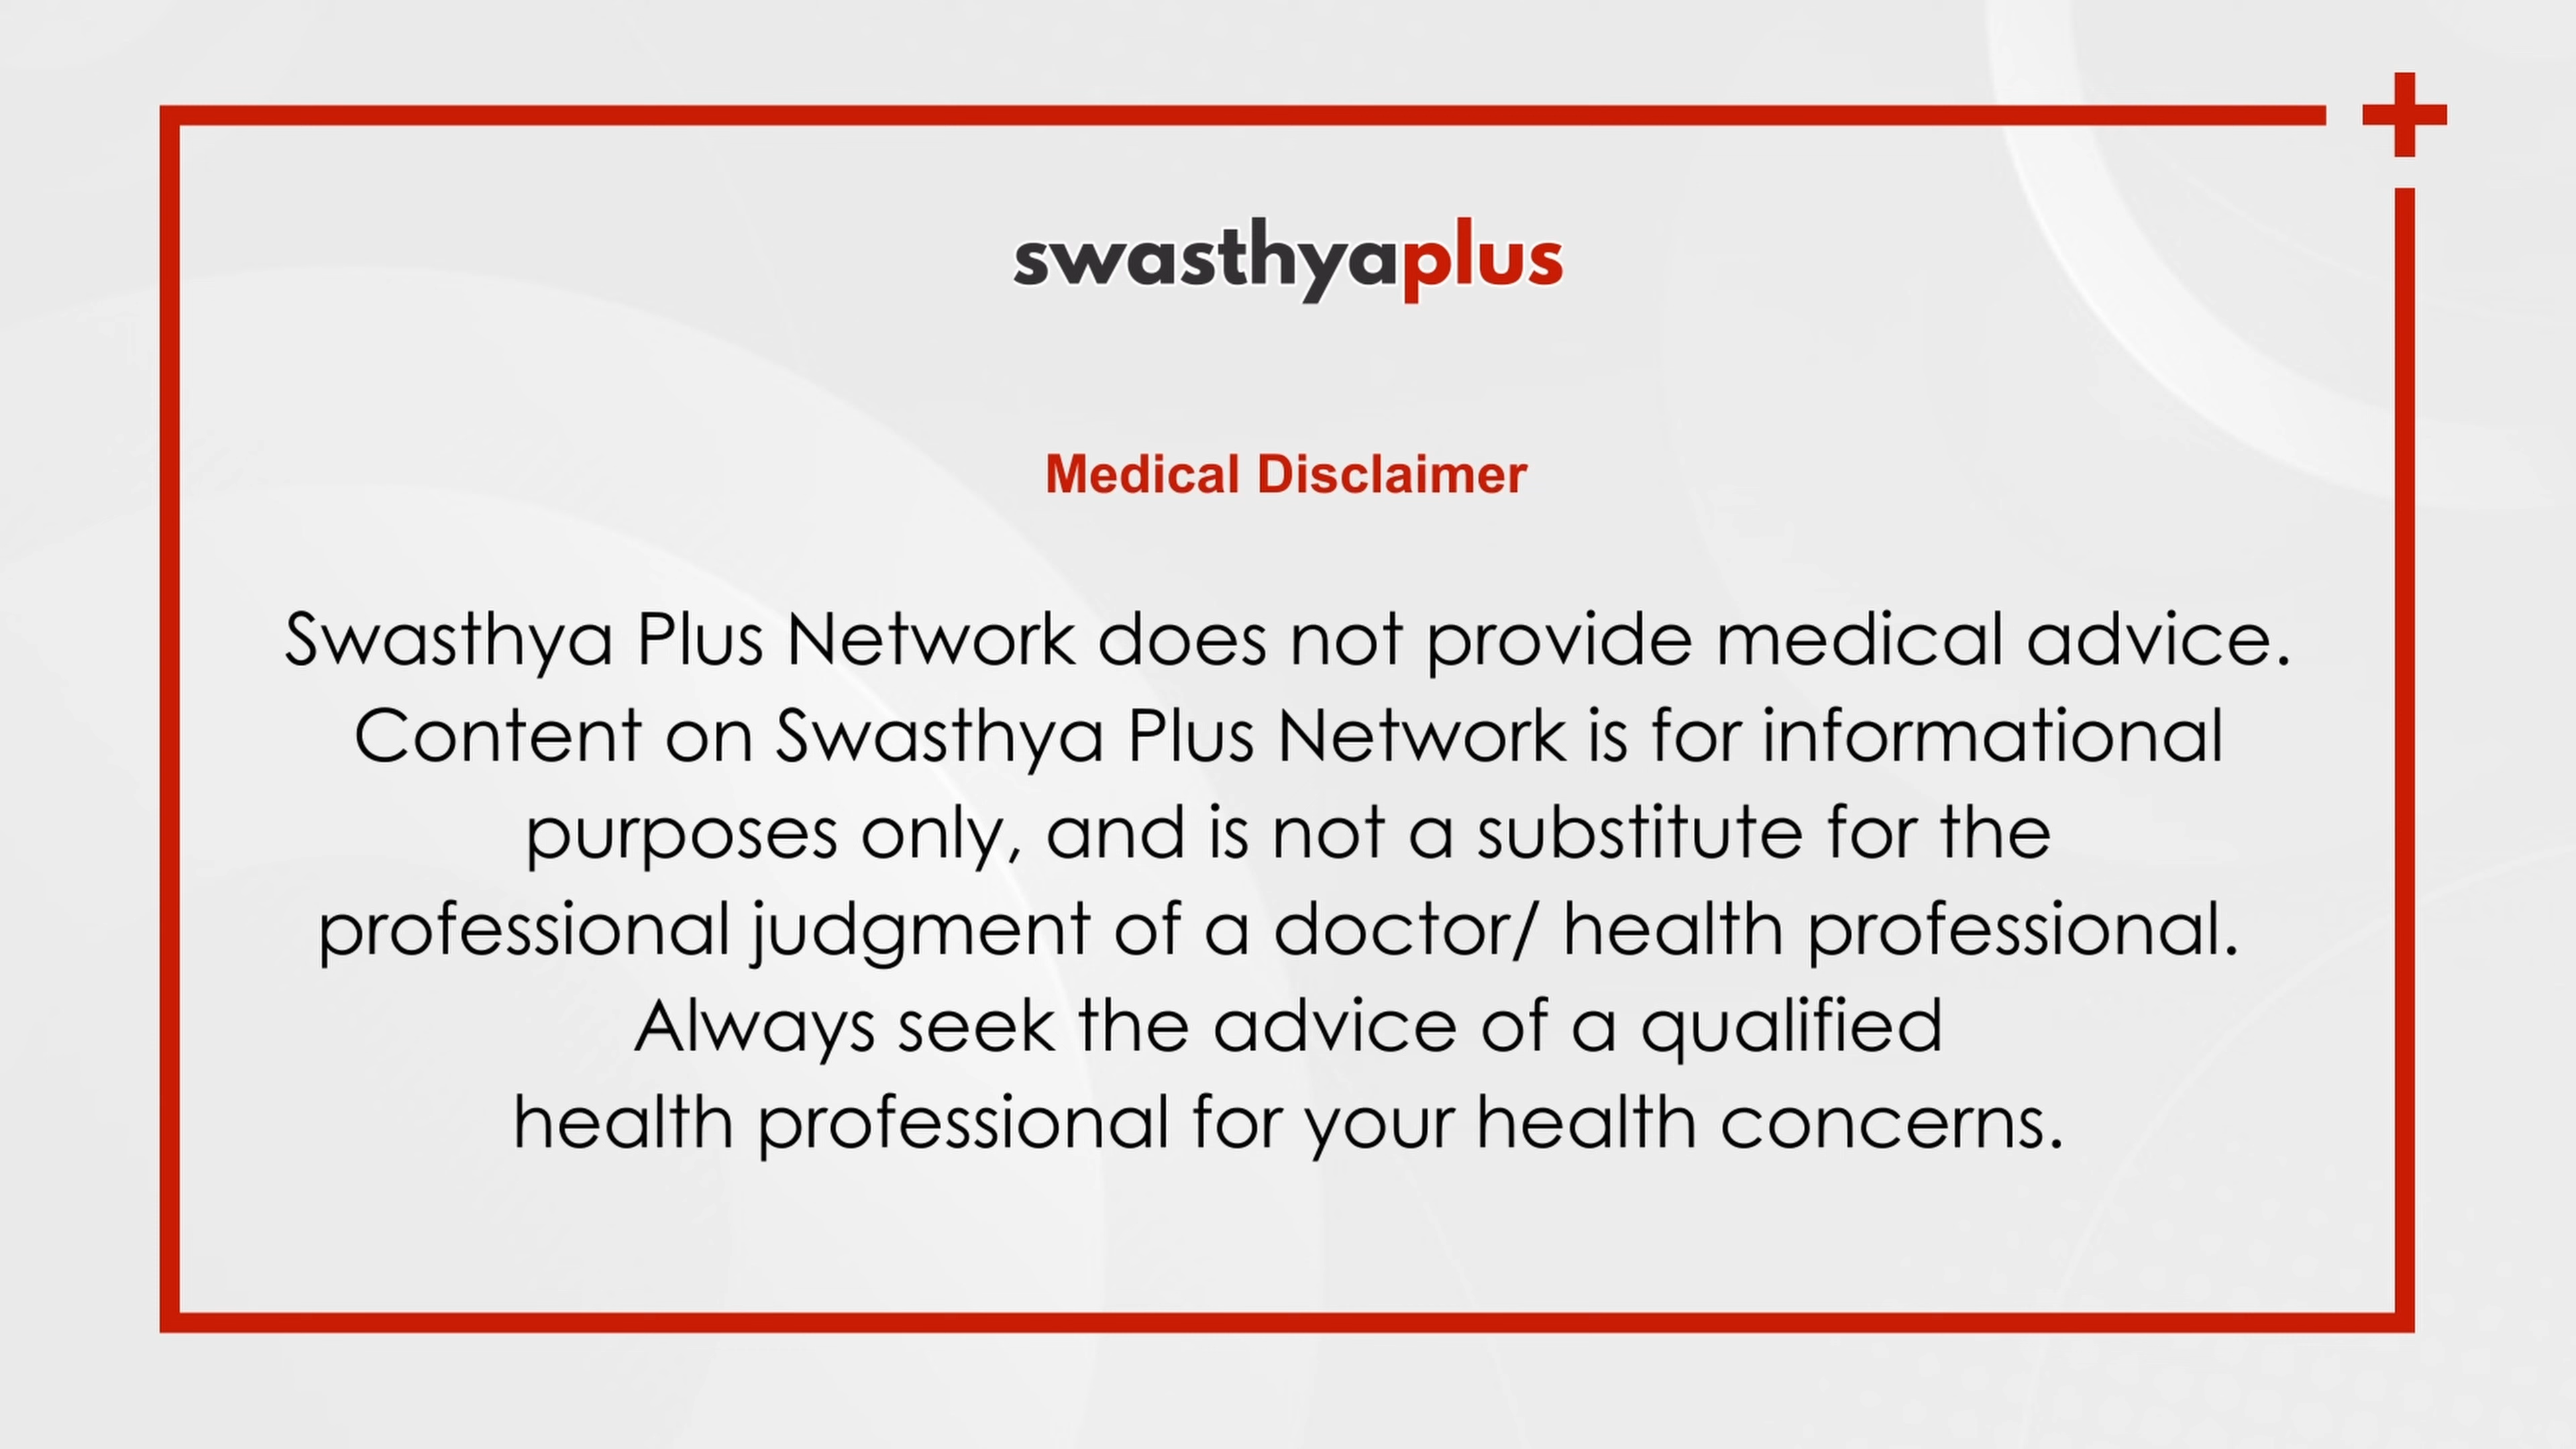 swasthyaplus
Medical Disclaimer
Swasthya Plus Network does not provide medical advice.
Content on Swasthya Plus Network is for informational
purposes only, and is not a substitute for the
professional judgment of a doctor/ health professional.
Always seek the advice of a qualified
health professional for your health concerns.